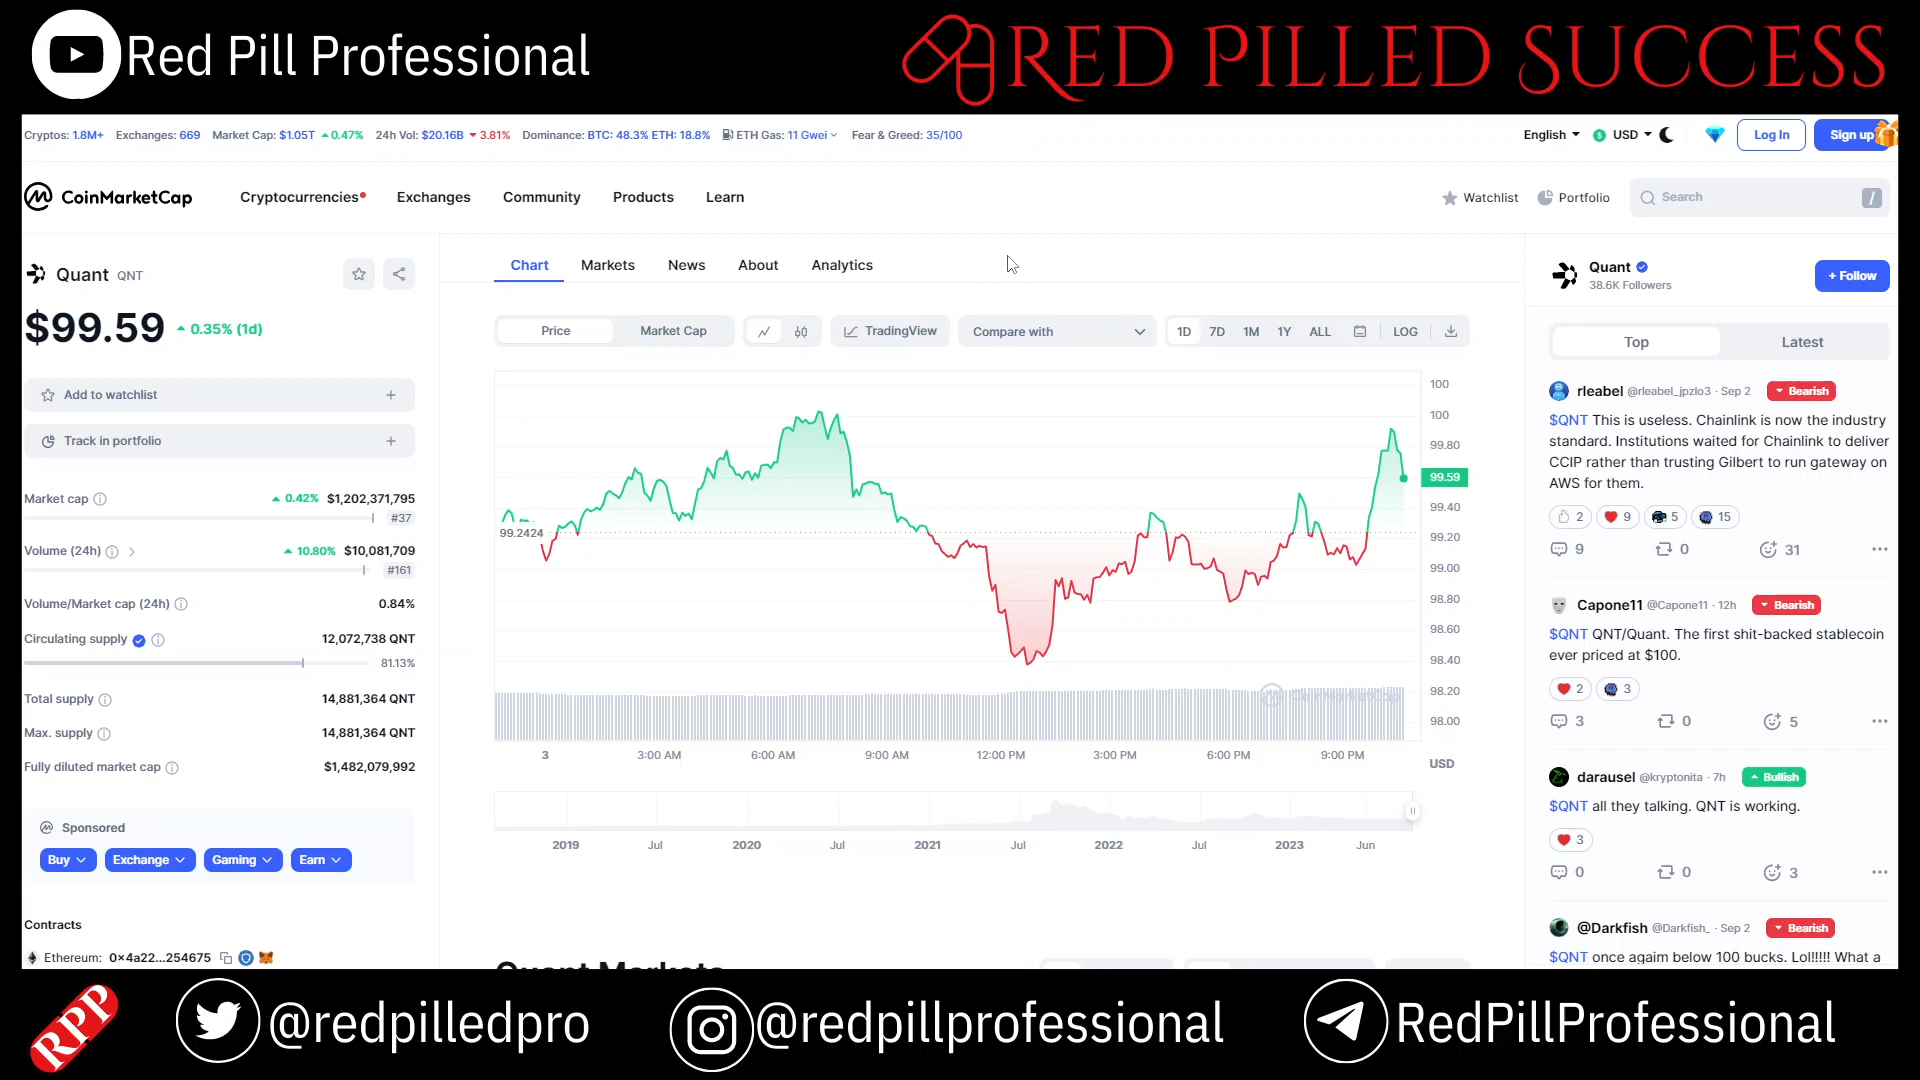 Red Pill Professional
RED PILLED SUCCESS
Cryptos: 1.8M+ Exchanges: 669 Market Cap: $1.05T 0.47% 24h Vol: $20.16B 3.81% Dominance: BTC: 48.3% ETH: 18.8% ETH Gas: 11 Gwei Fear & Greed: 35/100
English USD Log In Sign up
CoinMarketCap Cryptocurrencies Exchanges Community Products Learn
Watchlist Portfolio Search /
Quant QNT
$99.59 0.35% (1d)
Add to watchlist +
Track in portfolio +
Market cap 0.42% $1,202,371,795
#37
Volume (24h) 10.80% $10,081,709
#161
Volume/Market cap (24h) 0.84%
Circulating supply 12,072,738 QNT
81.13%
Total supply 14,881,364 QNT
Max. supply 14,881,364 QNT
Fully diluted market cap $1,482,079,992
Sponsored
Buy Exchange Gaming Earn
Contracts
Ethereum: 0x4a22...254675
Chart Markets News About Analytics
Price Market Cap TradingView Compare with 1D 7D 1M 1Y ALL LOG
100
100
99.80
99.59
99.40
99.20
99.00
98.80
98.60
98.40
98.20
98.00
99.2424
CoinMarketCap
3 3:00 AM 6:00 AM 9:00 AM 12:00 PM 3:00 PM 6:00 PM 9:00 PM
USD
2019 Jul 2020 Jul 2021 Jul 2022 Jul 2023 Jun
Quant Markets
Quant
38.6K Followers
+ Follow
Top Latest
rleabel @rleabel_jpzlo3 · Sep 2 Bearish
$QNT This is useless. Chainlink is now the industry
standard. Institutions waited for Chainlink to deliver
CCIP rather than trusting Gilbert to run gateway on
AWS for them.
2 9 5 15
9 0 31
Capone11 @Capone11 · 12h Bearish
$QNT QNT/Quant. The first shit-backed stablecoin
ever priced at $100.
2 3
3 0 5
darausel @kryptonita · 7h Bullish
$QNT all they talking. QNT is working.
3
0 0 3
@Darkfish @Darkfish_ · Sep 2 Bearish
$QNT once agaim below 100 bucks. Lol!!!!! What a
RPP
@redpilledpro
@redpillprofessional
RedPillProfessional